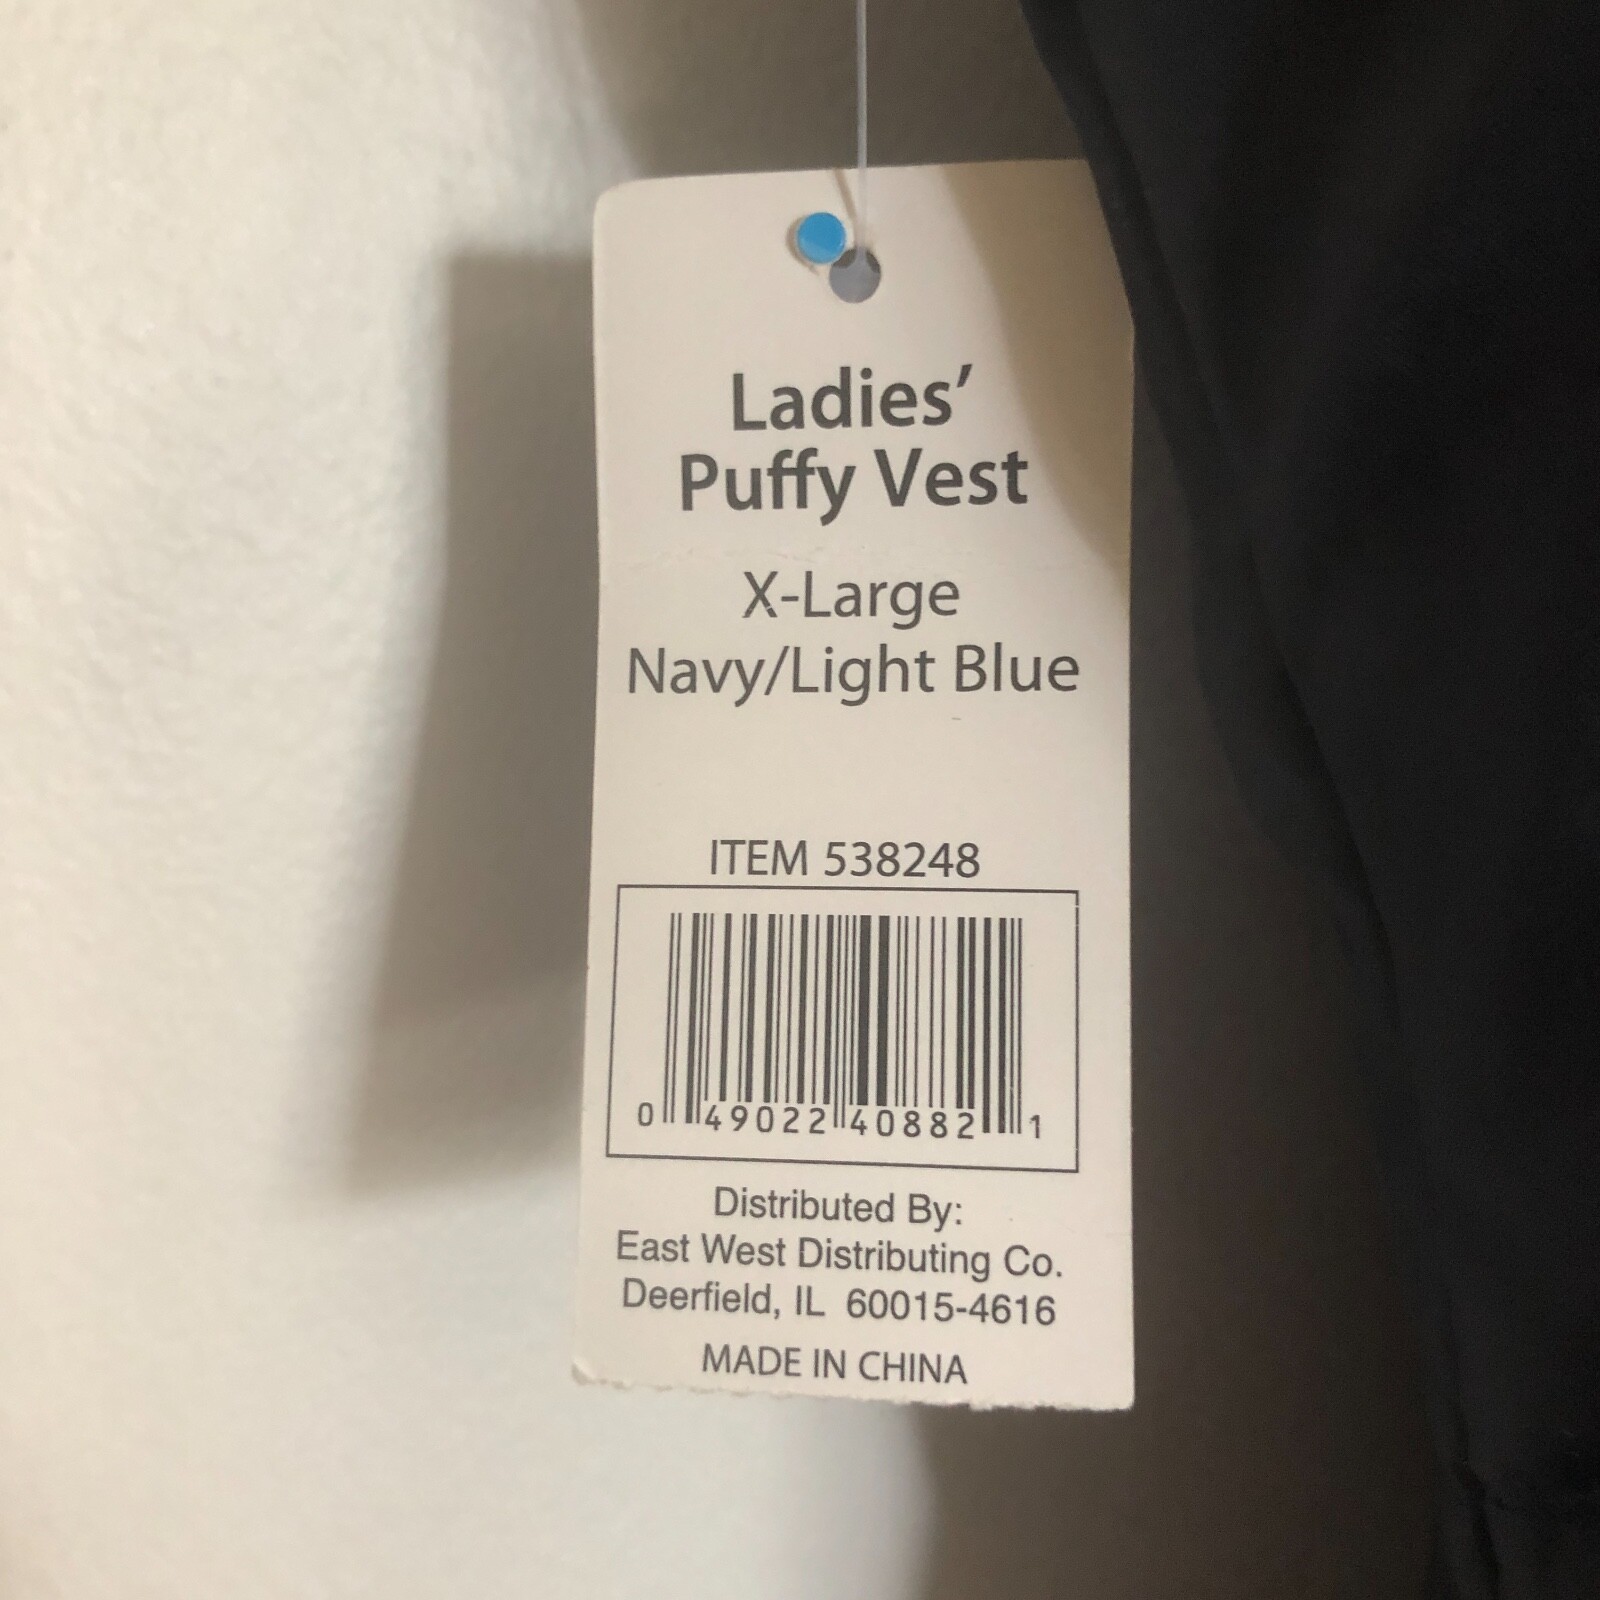 Ladies'
Puffy Vest
X-Large
Navy/Light Blue
ITEM 538248
0 49022 40882 1
Distributed By:
East West Distributing Co.
Deerfield, IL 60015-4616
MADE IN CHINA